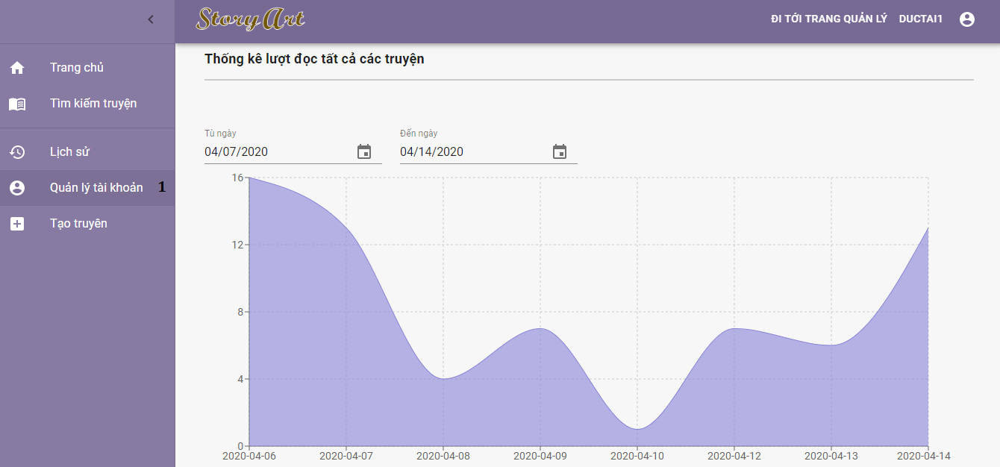 Story Art
ĐI TỚI TRANG QUẢN LÝ DUCTAI1
Trang chủ
Tìm kiếm truyện
Lịch sử
Quản lý tài khoản 1
Tạo truyên
Thống kê lượt đọc tất cả các truyện
Từ ngày Đến ngày
04/07/2020 04/14/2020
16
12
8
4
0
2020-04-06 2020-04-07 2020-04-08 2020-04-09 2020-04-10 2020-04-12 2020-04-13 2020-04-14